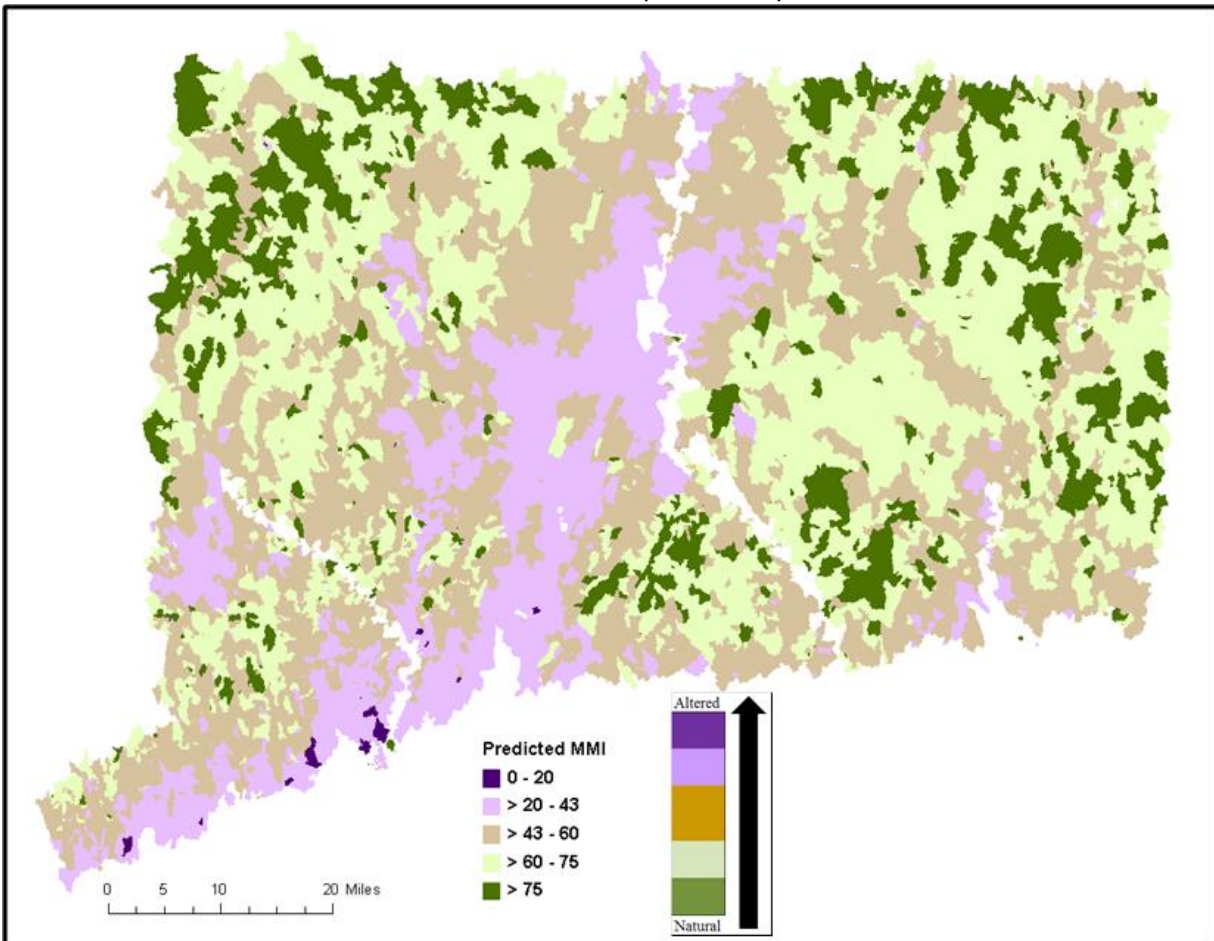 Predicted MMI
0 - 20
> 20 - 43
> 43 - 60
> 60 - 75
> 75
Altered
Natural
0 5 10 20 Miles